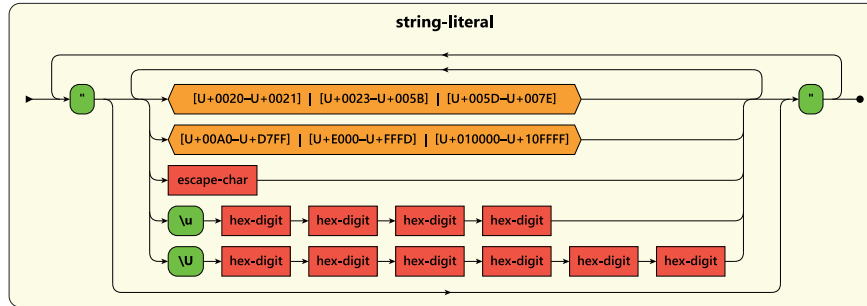 string-literal
" [U+0020–U+0021] | [U+0023–U+005B] | [U+005D–U+007E] "
[U+00A0–U+D7FF] | [U+E000–U+FFFD] | [U+010000–U+10FFFF]
escape-char
\u hex-digit hex-digit hex-digit hex-digit
\U hex-digit hex-digit hex-digit hex-digit hex-digit hex-digit